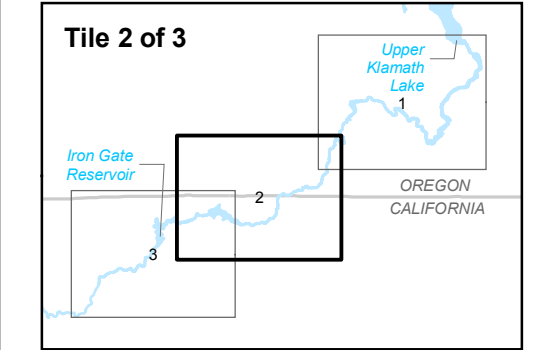 Tile 2 of 3
Upper
Klamath
Lake
1
Iron Gate
Reservoir
OREGON
2
CALIFORNIA
3